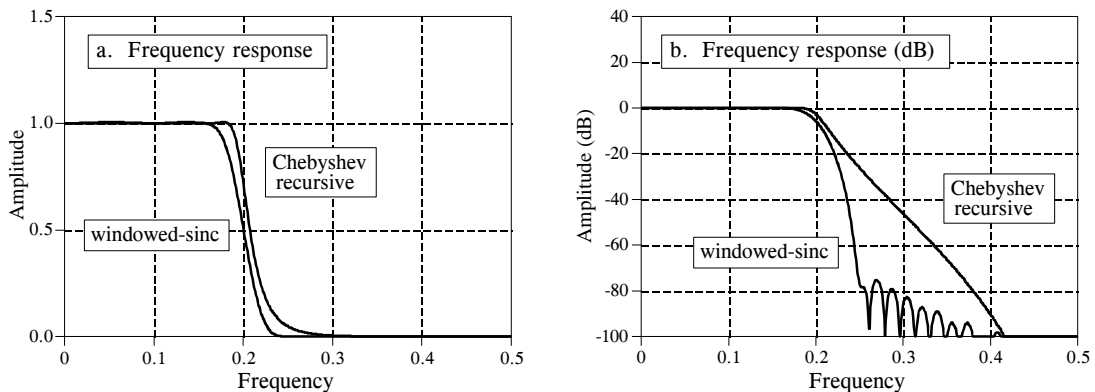 a. Frequency response
1.5
1.0
0.5
0.0
Amplitude
Chebyshev
recursive
windowed-sinc
0 0.1 0.2 0.3 0.4 0.5
Frequency
b. Frequency response (dB)
40
20
0
-20
-40
-60
-80
-100
Amplitude (dB)
Chebyshev
recursive
windowed-sinc
0 0.1 0.2 0.3 0.4 0.5
Frequency